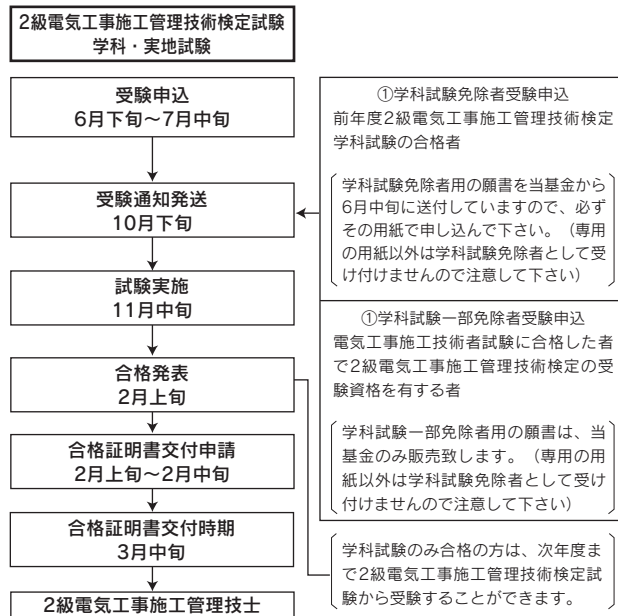 2級電気工事施工管理技術検定試験
学科・実地試験
受験申込
6月下旬～7月中旬
受験通知発送
10月下旬
試験実施
11月中旬
合格発表
2月上旬
合格証明書交付申請
2月上旬～2月中旬
合格証明書交付時期
3月中旬
2級電気工事施工管理技士
①学科試験免除者受験申込
前年度2級電気工事施工管理技術検定
学科試験の合格者
学科試験免除者用の願書を当基金から
6月中旬に送付していますので、必ず
その用紙で申し込んで下さい。（専用
の用紙以外は学科試験免除者として受
け付けませんので注意して下さい）
①学科試験一部免除者受験申込
電気工事施工技術者試験に合格した者
で2級電気工事施工管理技術検定の受
験資格を有する者
学科試験一部免除者用の願書は、当
基金のみ販売致します。（専用の用
紙以外は学科試験免除者として受け
付けませんので注意して下さい）
学科試験のみ合格の方は、次年度ま
で2級電気工事施工管理技術検定試
験から受験することができます。